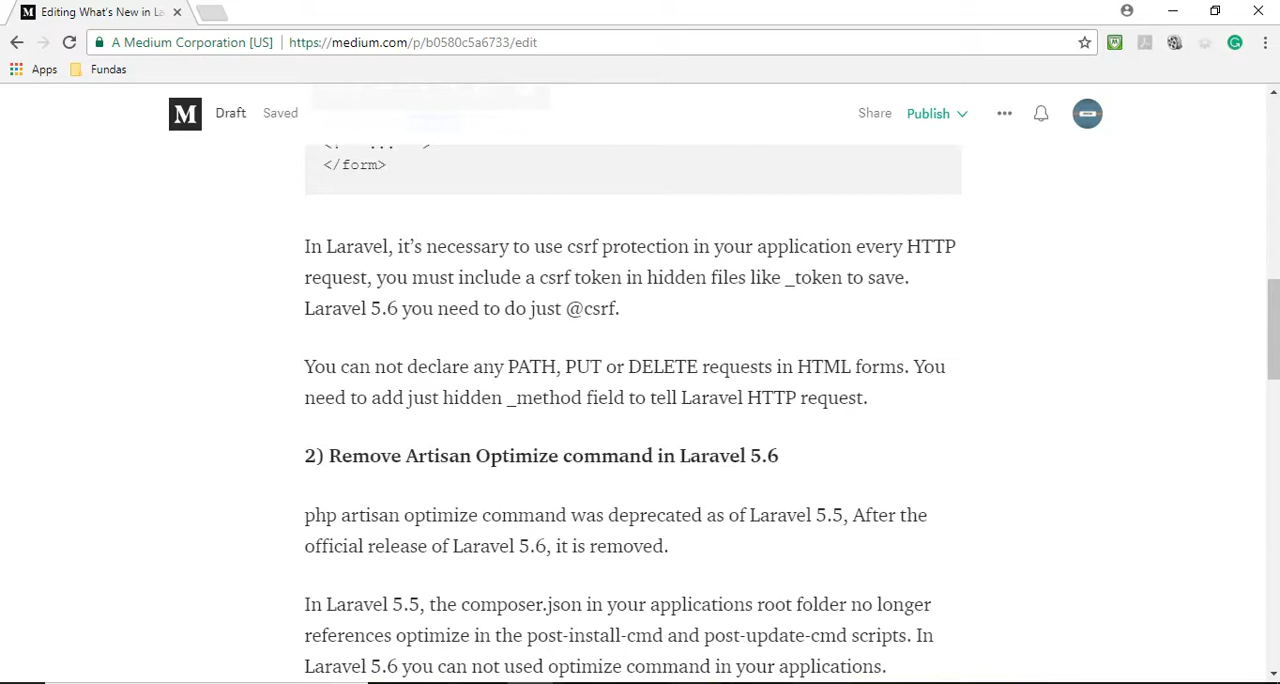 Editing What's New in La
A Medium Corporation [US] https://medium.com/p/b0580c5a6733/edit
Apps Fundas
M Draft Saved Share Publish
</form>
In Laravel, it’s necessary to use csrf protection in your application every HTTP
request, you must include a csrf token in hidden files like _token to save.
Laravel 5.6 you need to do just @csrf.
You can not declare any PATH, PUT or DELETE requests in HTML forms. You
need to add just hidden _method field to tell Laravel HTTP request.
2) Remove Artisan Optimize command in Laravel 5.6
php artisan optimize command was deprecated as of Laravel 5.5, After the
official release of Laravel 5.6, it is removed.
In Laravel 5.5, the composer.json in your applications root folder no longer
references optimize in the post-install-cmd and post-update-cmd scripts. In
Laravel 5.6 you can not used optimize command in your applications.